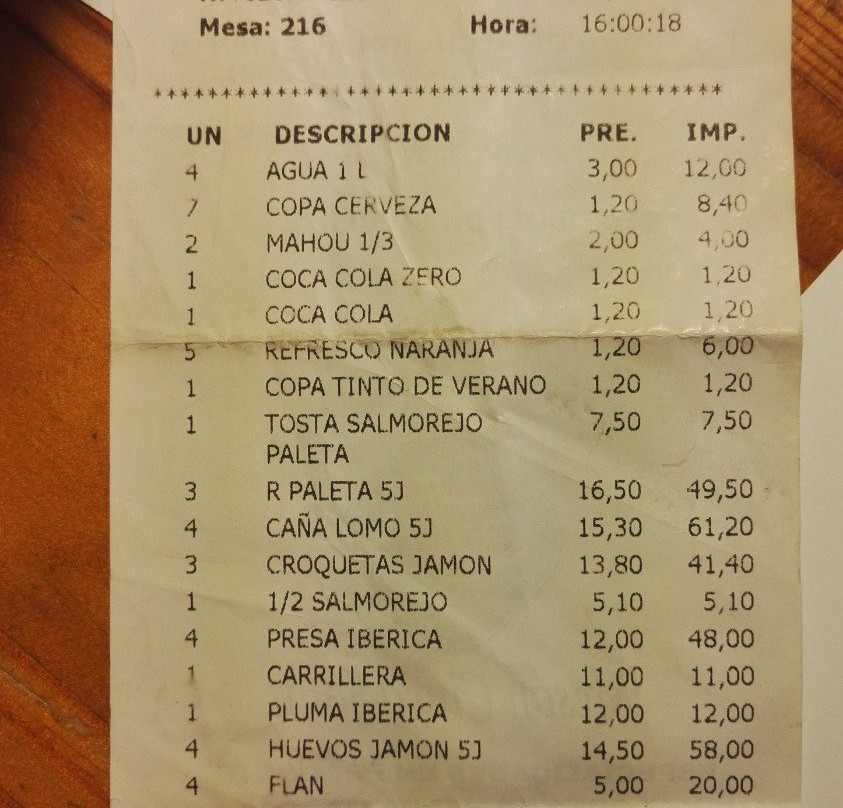 Mesa: 216 Hora: 16:00:18
******************************************
UN DESCRIPCION PRE. IMP.
4 AGUA 1 L 3,00 12,00
7 COPA CERVEZA 1,20 8,40
2 MAHOU 1/3 2,00 4,00
1 COCA COLA ZERO 1,20 1,20
1 COCA COLA 1,20 1,20
5 REFRESCO NARANJA 1,20 6,00
1 COPA TINTO DE VERANO 1,20 1,20
1 TOSTA SALMOREJO 7,50 7,50
PALETA
3 R PALETA 5J 16,50 49,50
4 CAÑA LOMO 5J 15,30 61,20
3 CROQUETAS JAMON 13,80 41,40
1 1/2 SALMOREJO 5,10 5,10
4 PRESA IBERICA 12,00 48,00
1 CARRILLERA 11,00 11,00
1 PLUMA IBERICA 12,00 12,00
4 HUEVOS JAMON 5J 14,50 58,00
4 FLAN 5,00 20,00